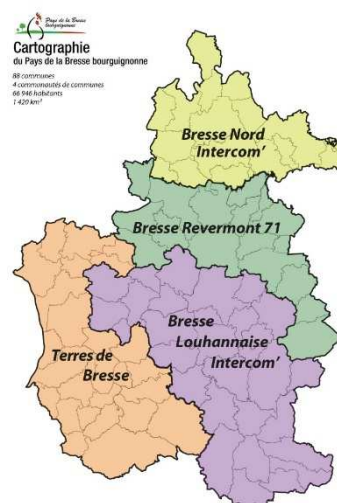 Pays de la Bresse
bourguignonne
Cartographie
du Pays de la Bresse bourguignonne
88 communes
4 communautés de communes
66 946 habitants
1 420 km²
Bresse Nord
Intercom'
Bresse Revermont 71
Bresse
Louhannaise
Intercom'
Terres de
Bresse